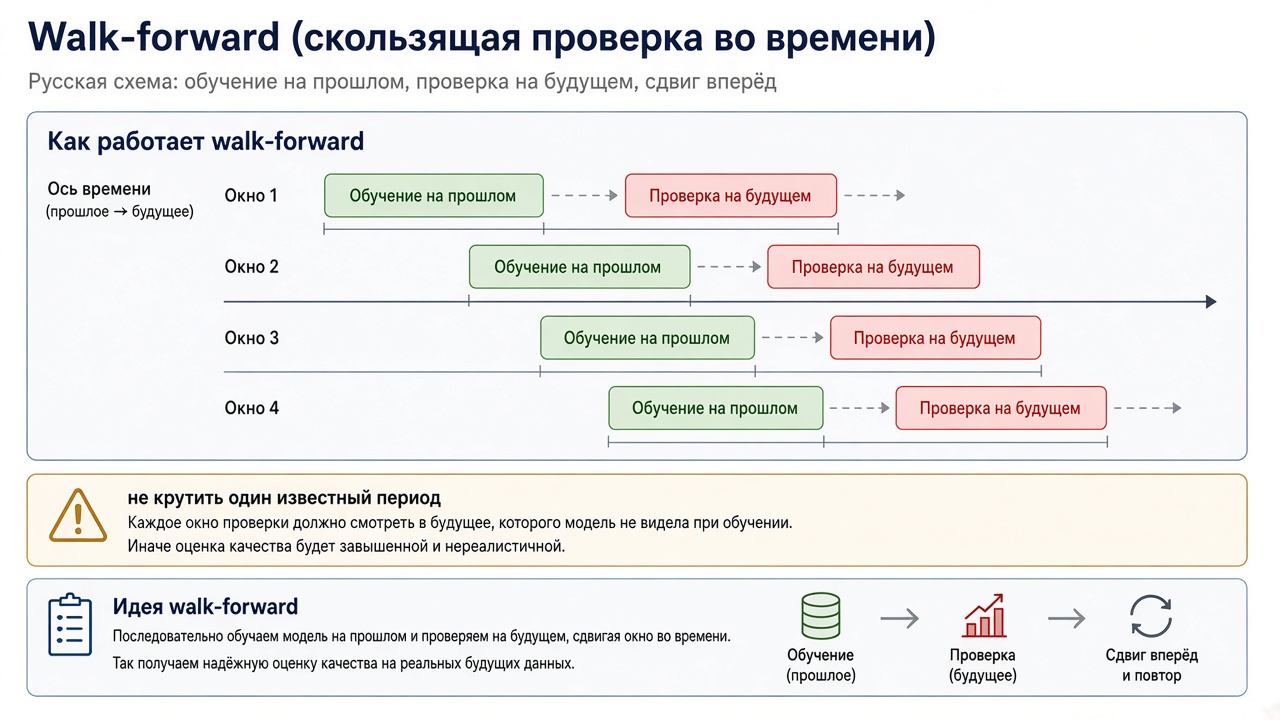 Walk-forward (скользящая проверка во времени)
Русская схема: обучение на прошлом, проверка на будущем, сдвиг вперёд
Как работает walk-forward
Ось времени
(прошлое → будущее)
Окно 1
Обучение на прошлом
Проверка на будущем
Окно 2
Обучение на прошлом
Проверка на будущем
Окно 3
Обучение на прошлом
Проверка на будущем
Окно 4
Обучение на прошлом
Проверка на будущем
не крутить один известный период
Каждое окно проверки должно смотреть в будущее, которого модель не видела при обучении.
Иначе оценка качества будет завышенной и нереалистичной.
Идея walk-forward
Последовательно обучаем модель на прошлом и проверяем на будущем, сдвигая окно во времени.
Так получаем надёжную оценку качества на реальных будущих данных.
Обучение
(прошлое)
Проверка
(будущее)
Сдвиг вперёд
и повтор